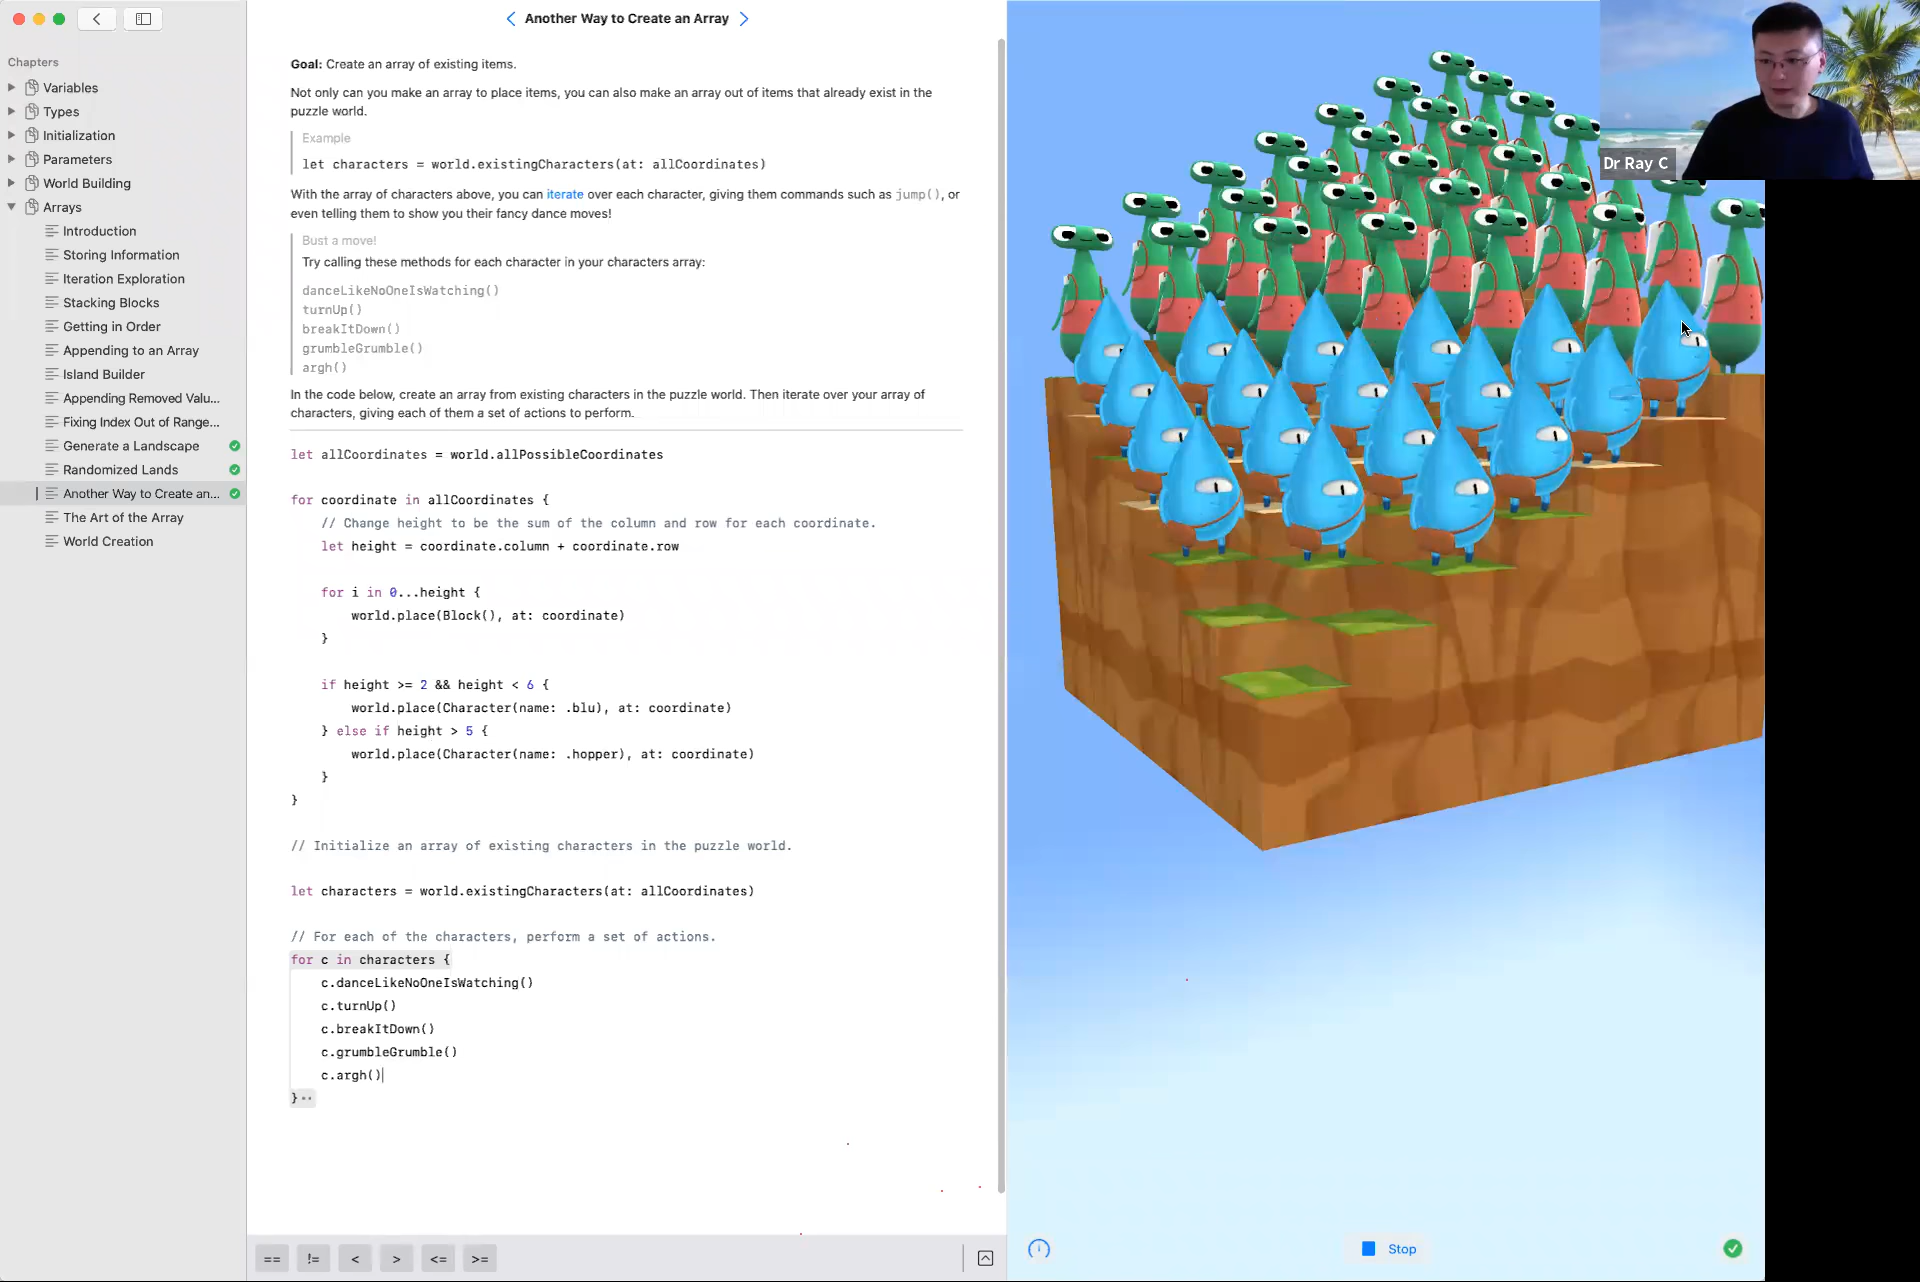 Another Way to Create an Array
Chapters
Variables
Types
Initialization
Parameters
World Building
Arrays
Introduction
Storing Information
Iteration Exploration
Stacking Blocks
Getting in Order
Appending to an Array
Island Builder
Appending Removed Valu...
Fixing Index Out of Range...
Generate a Landscape
Randomized Lands
Another Way to Create an...
The Art of the Array
World Creation
Goal: Create an array of existing items.
Not only can you make an array to place items, you can also make an array out of items that already exist in the
puzzle world.
Example
let characters = world.existingCharacters(at: allCoordinates)
With the array of characters above, you can iterate over each character, giving them commands such as jump(), or
even telling them to show you their fancy dance moves!
Bust a move!
Try calling these methods for each character in your characters array:
danceLikeNoOneIsWatching()
turnUp()
breakItDown()
grumbleGrumble()
argh()
In the code below, create an array from existing characters in the puzzle world. Then iterate over your array of
characters, giving each of them a set of actions to perform.
let allCoordinates = world.allPossibleCoordinates
for coordinate in allCoordinates {
// Change height to be the sum of the column and row for each coordinate.
let height = coordinate.column + coordinate.row
for i in 0...height {
world.place(Block(), at: coordinate)
}
if height >= 2 && height < 6 {
world.place(Character(name: .blu), at: coordinate)
} else if height > 5 {
world.place(Character(name: .hopper), at: coordinate)
}
}
// Initialize an array of existing characters in the puzzle world.
let characters = world.existingCharacters(at: allCoordinates)
// For each of the characters, perform a set of actions.
for c in characters {
c.danceLikeNoOneIsWatching()
c.turnUp()
c.breakItDown()
c.grumbleGrumble()
c.argh()
}
== != < > <= >=
Dr Ray C
Stop